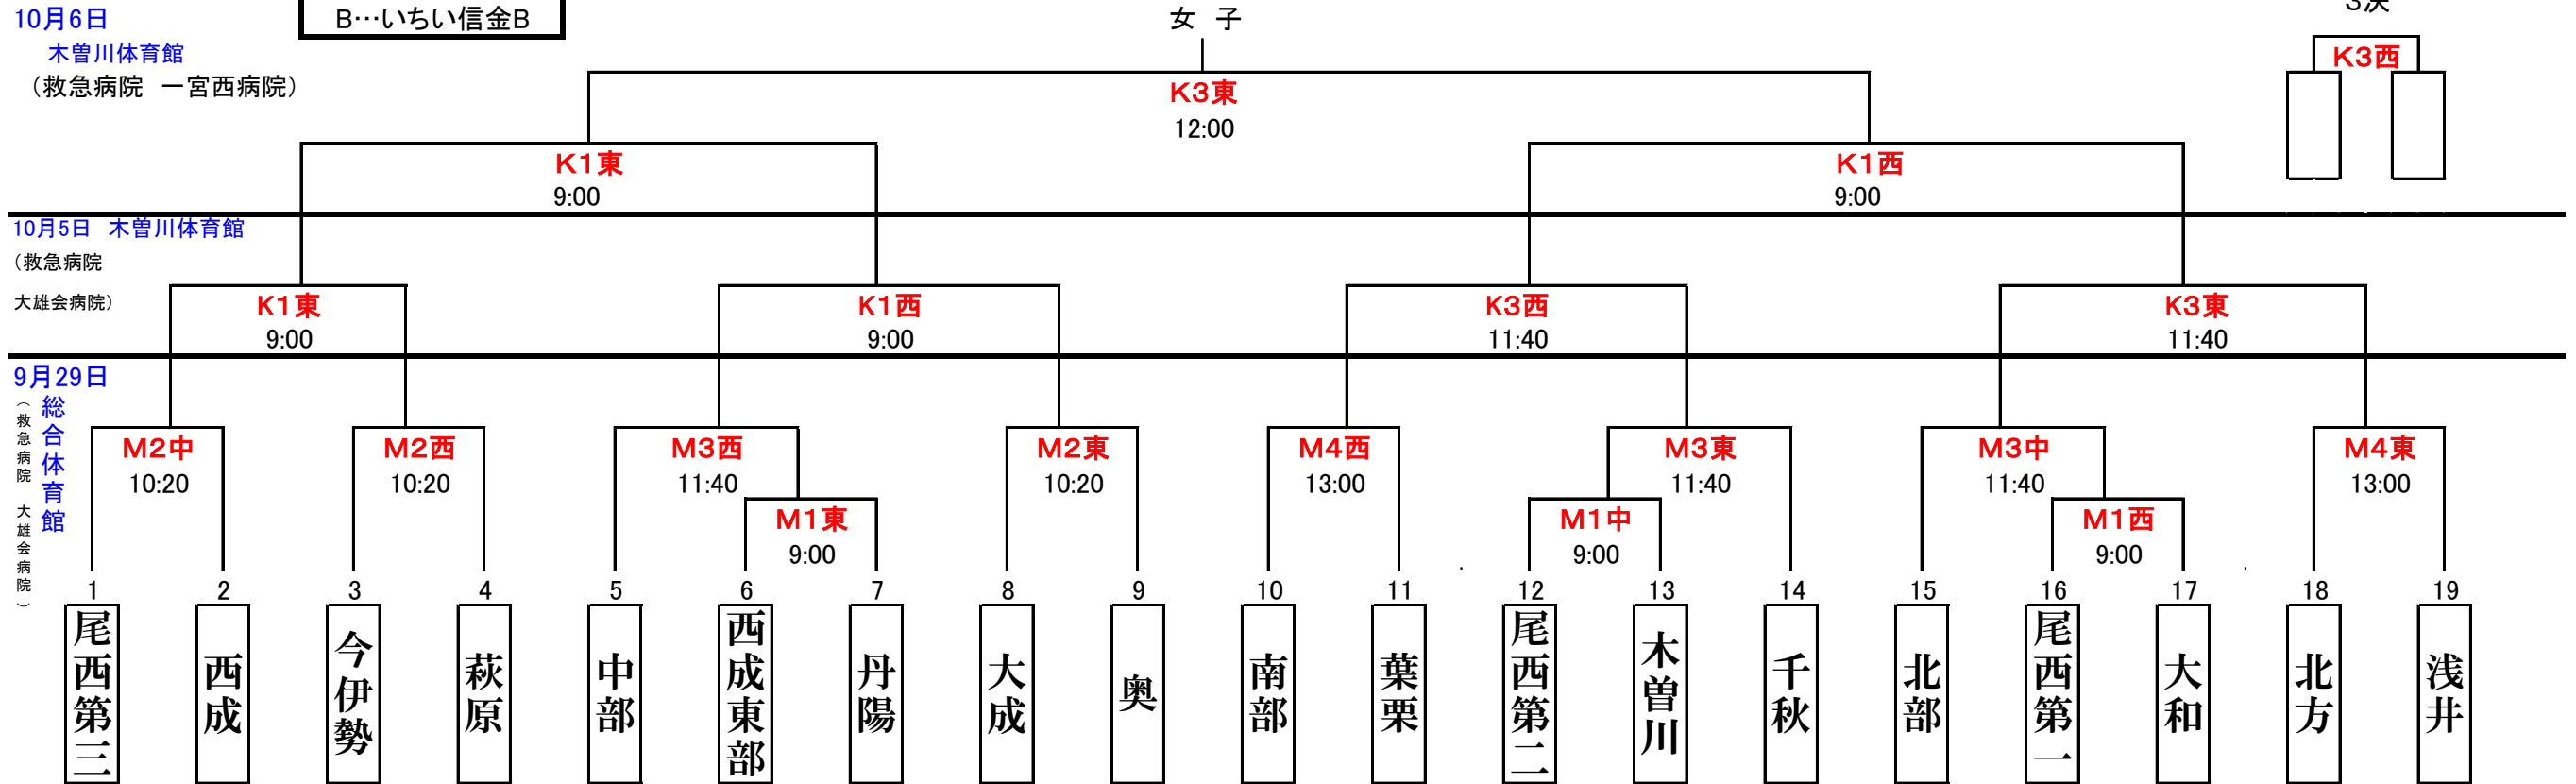 10月6日
B…いちい信金B
女 子
3決
木曽川体育館
K3西
(救急病院 一宮西病院)
K3東
12:00
K1東
K1西
9:00
9:00
10月5日 木曽川体育館
(救急病院
大雄会病院)
K1東
K1西
K3西
K3東
9:00
9:00
11:40
11:40
9月29日
総合体育館
(救急病院 大雄会病院)
M2中
M2西
M3西
M2東
M4西
M3東
M3中
M4東
10:20
10:20
11:40
10:20
13:00
11:40
11:40
13:00
M1東
M1中
M1西
9:00
9:00
9:00
1 2 3 4 5 6 7 8 9 10 11 12 13 14 15 16 17 18 19
尾西第三
西成
今伊勢
萩原
中部
西成東部
丹陽
大成
奥
南部
葉栗
尾西第二
木曽川
千秋
北部
尾西第一
大和
北方
浅井